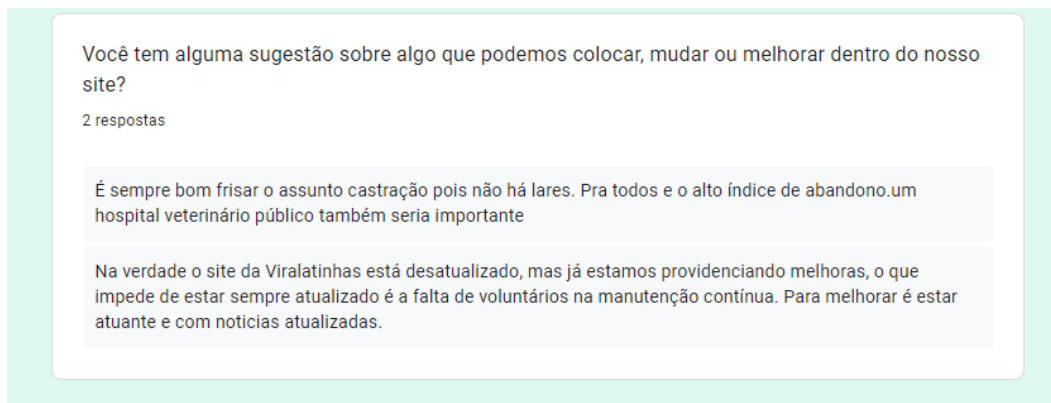 Você tem alguma sugestão sobre algo que podemos colocar, mudar ou melhorar dentro do nosso
site?
2 respostas
É sempre bom frisar o assunto castração pois não há lares. Pra todos e o alto índice de abandono.um
hospital veterinário público também seria importante
Na verdade o site da Viralatinhas está desatualizado, mas já estamos providenciando melhoras, o que
impede de estar sempre atualizado é a falta de voluntários na manutenção contínua. Para melhorar é estar
atuante e com noticias atualizadas.